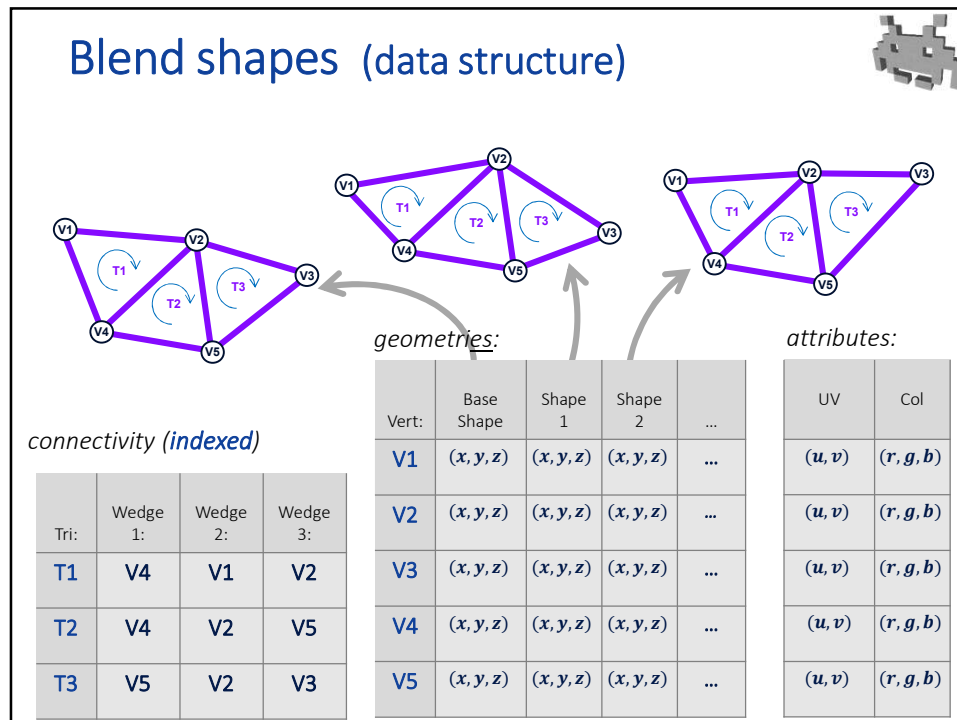 Blend shapes (data structure)
V1 V2 V3 V4 V5 T1 T2 T3
V1 V2 V3 V4 V5 T1 T2 T3
V1 V2 V3 V4 V5 T1 T2 T3
geometries:
attributes:
connectivity (indexed)
Tri: Wedge 1: Wedge 2: Wedge 3:
T1 V4 V1 V2
T2 V4 V2 V5
T3 V5 V2 V3
Vert: Base Shape Shape 1 Shape 2 ...
V1 (x, y, z) (x, y, z) (x, y, z) ...
V2 (x, y, z) (x, y, z) (x, y, z) ...
V3 (x, y, z) (x, y, z) (x, y, z) ...
V4 (x, y, z) (x, y, z) (x, y, z) ...
V5 (x, y, z) (x, y, z) (x, y, z) ...
UV Col
(u, v) (r, g, b)
(u, v) (r, g, b)
(u, v) (r, g, b)
(u, v) (r, g, b)
(u, v) (r, g, b)